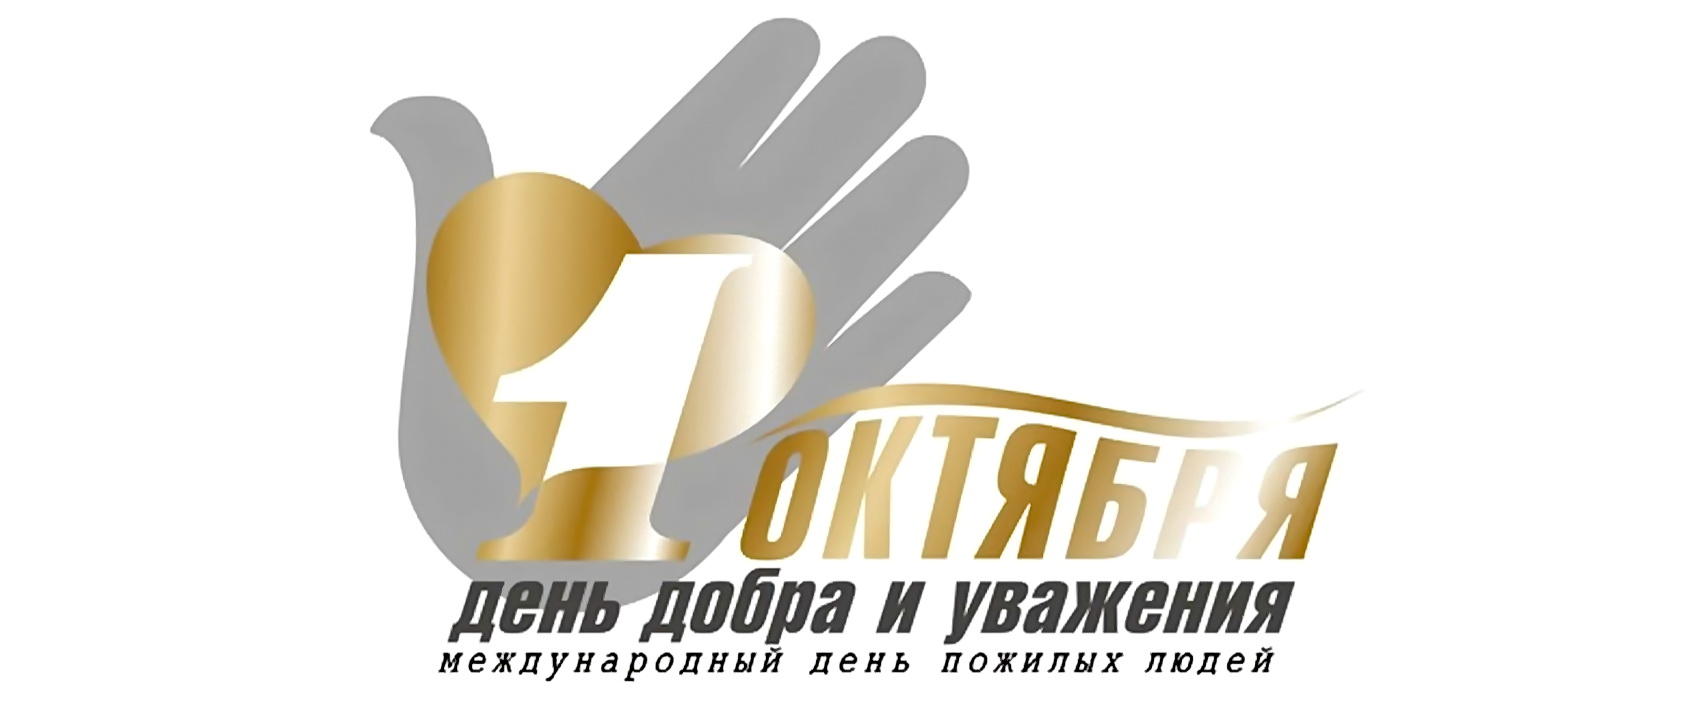 1 ОКТЯБРЯ
день добра и уважения
международный день пожилых людей